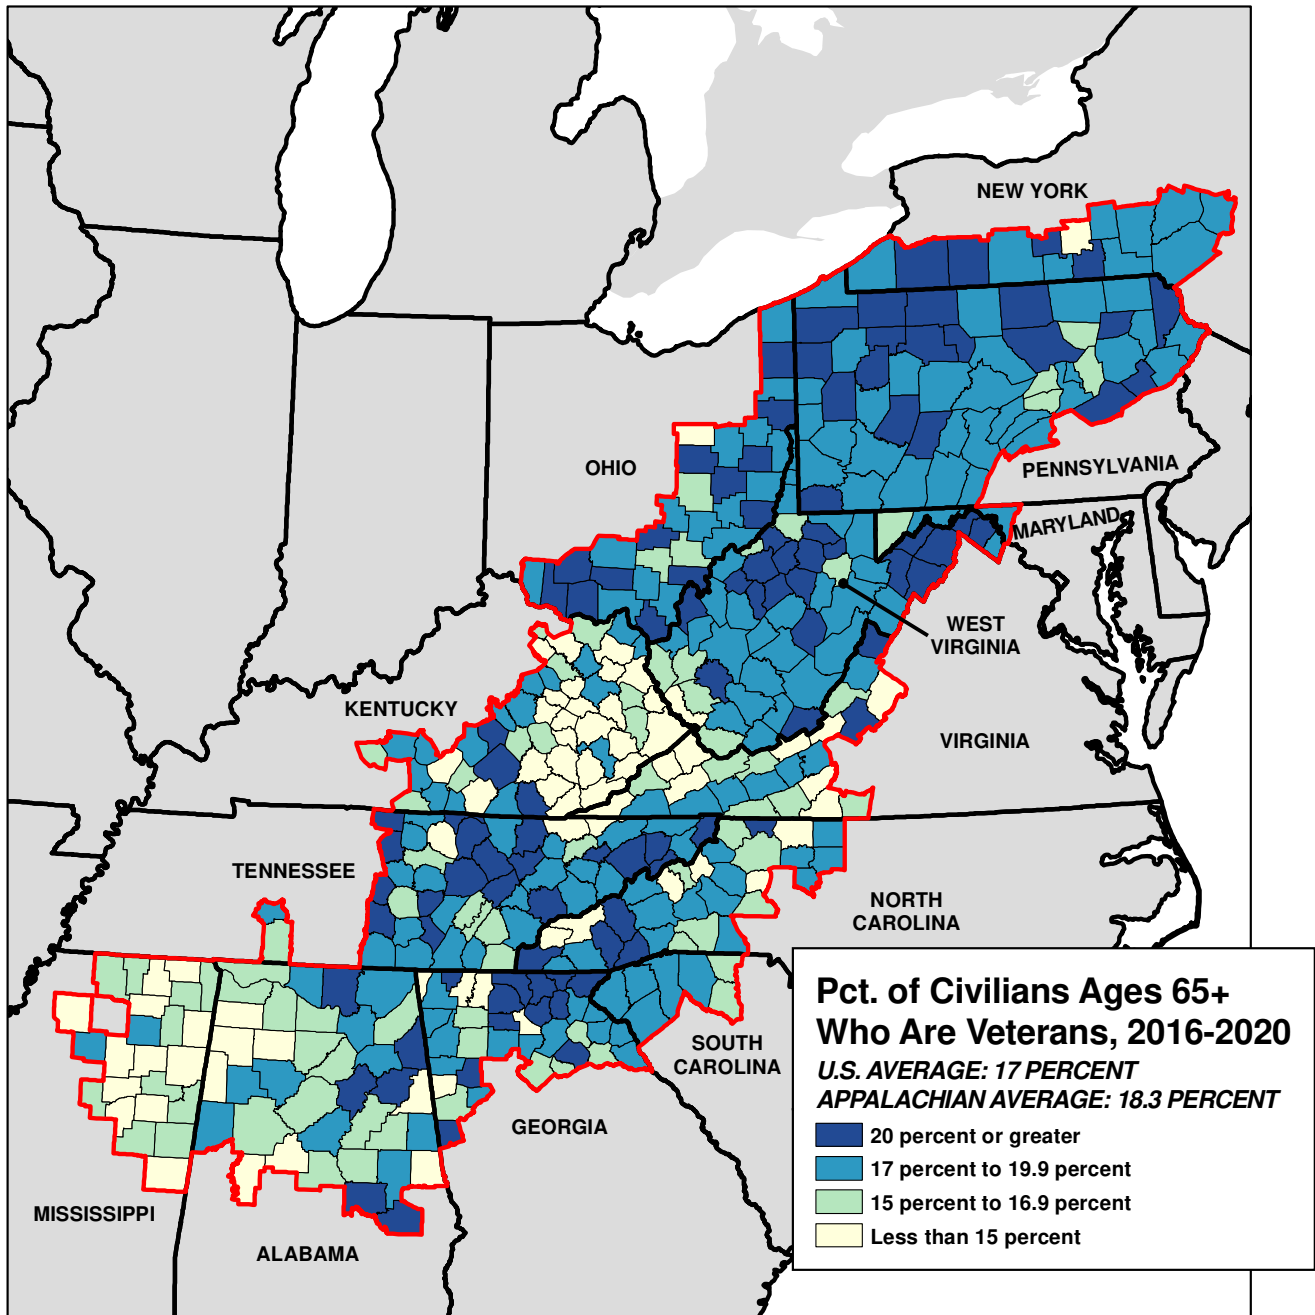 NEW YORK
OHIO
PENNSYLVANIA
MARYLAND
WEST
VIRGINIA
KENTUCKY
VIRGINIA
TENNESSEE
NORTH
CAROLINA
SOUTH
CAROLINA
GEORGIA
MISSISSIPPI
ALABAMA
Pct. of Civilians Ages 65+
Who Are Veterans, 2016-2020
U.S. AVERAGE: 17 PERCENT
APPALACHIAN AVERAGE: 18.3 PERCENT
20 percent or greater
17 percent to 19.9 percent
15 percent to 16.9 percent
Less than 15 percent